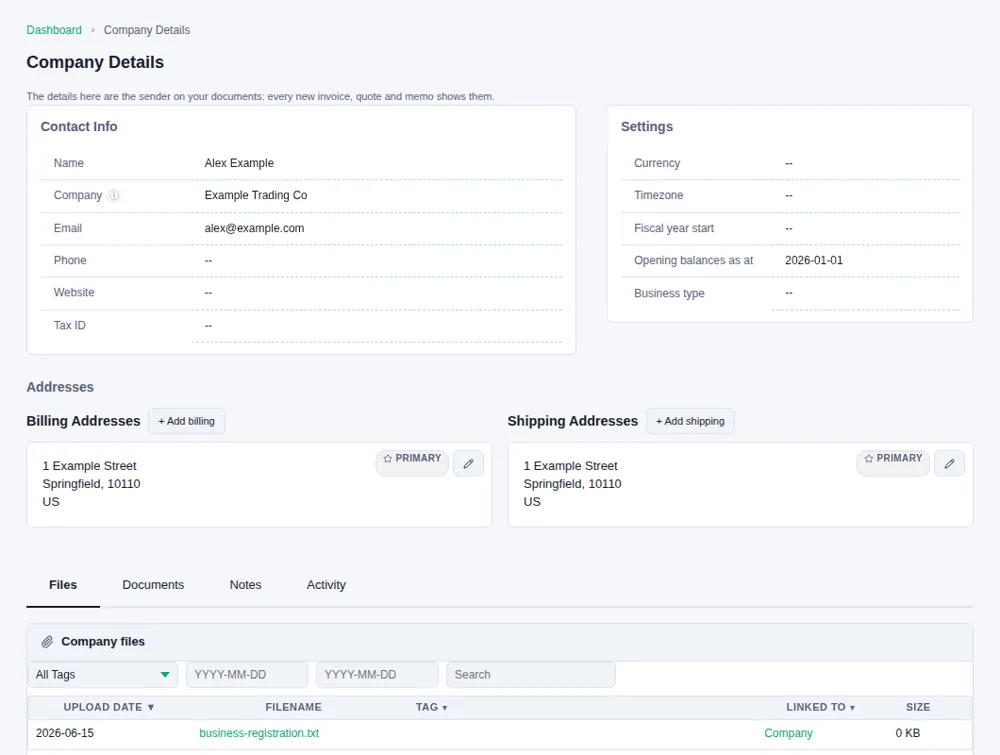 Dashboard › Company Details
Company Details
The details here are the sender on your documents: every new invoice, quote and memo shows them.
Contact Info
Name Alex Example
Company Example Trading Co
Email alex@example.com
Phone --
Website --
Tax ID --
Settings
Currency --
Timezone --
Fiscal year start --
Opening balances as at 2026-01-01
Business type --
Addresses
Billing Addresses + Add billing
1 Example Street
Springfield, 10110
US
PRIMARY
Shipping Addresses + Add shipping
1 Example Street
Springfield, 10110
US
PRIMARY
Files Documents Notes Activity
Company files
All Tags YYYY-MM-DD YYYY-MM-DD Search
UPLOAD DATE ▼ FILENAME TAG ▾ LINKED TO ▾ SIZE
2026-06-15 business-registration.txt Company 0 KB